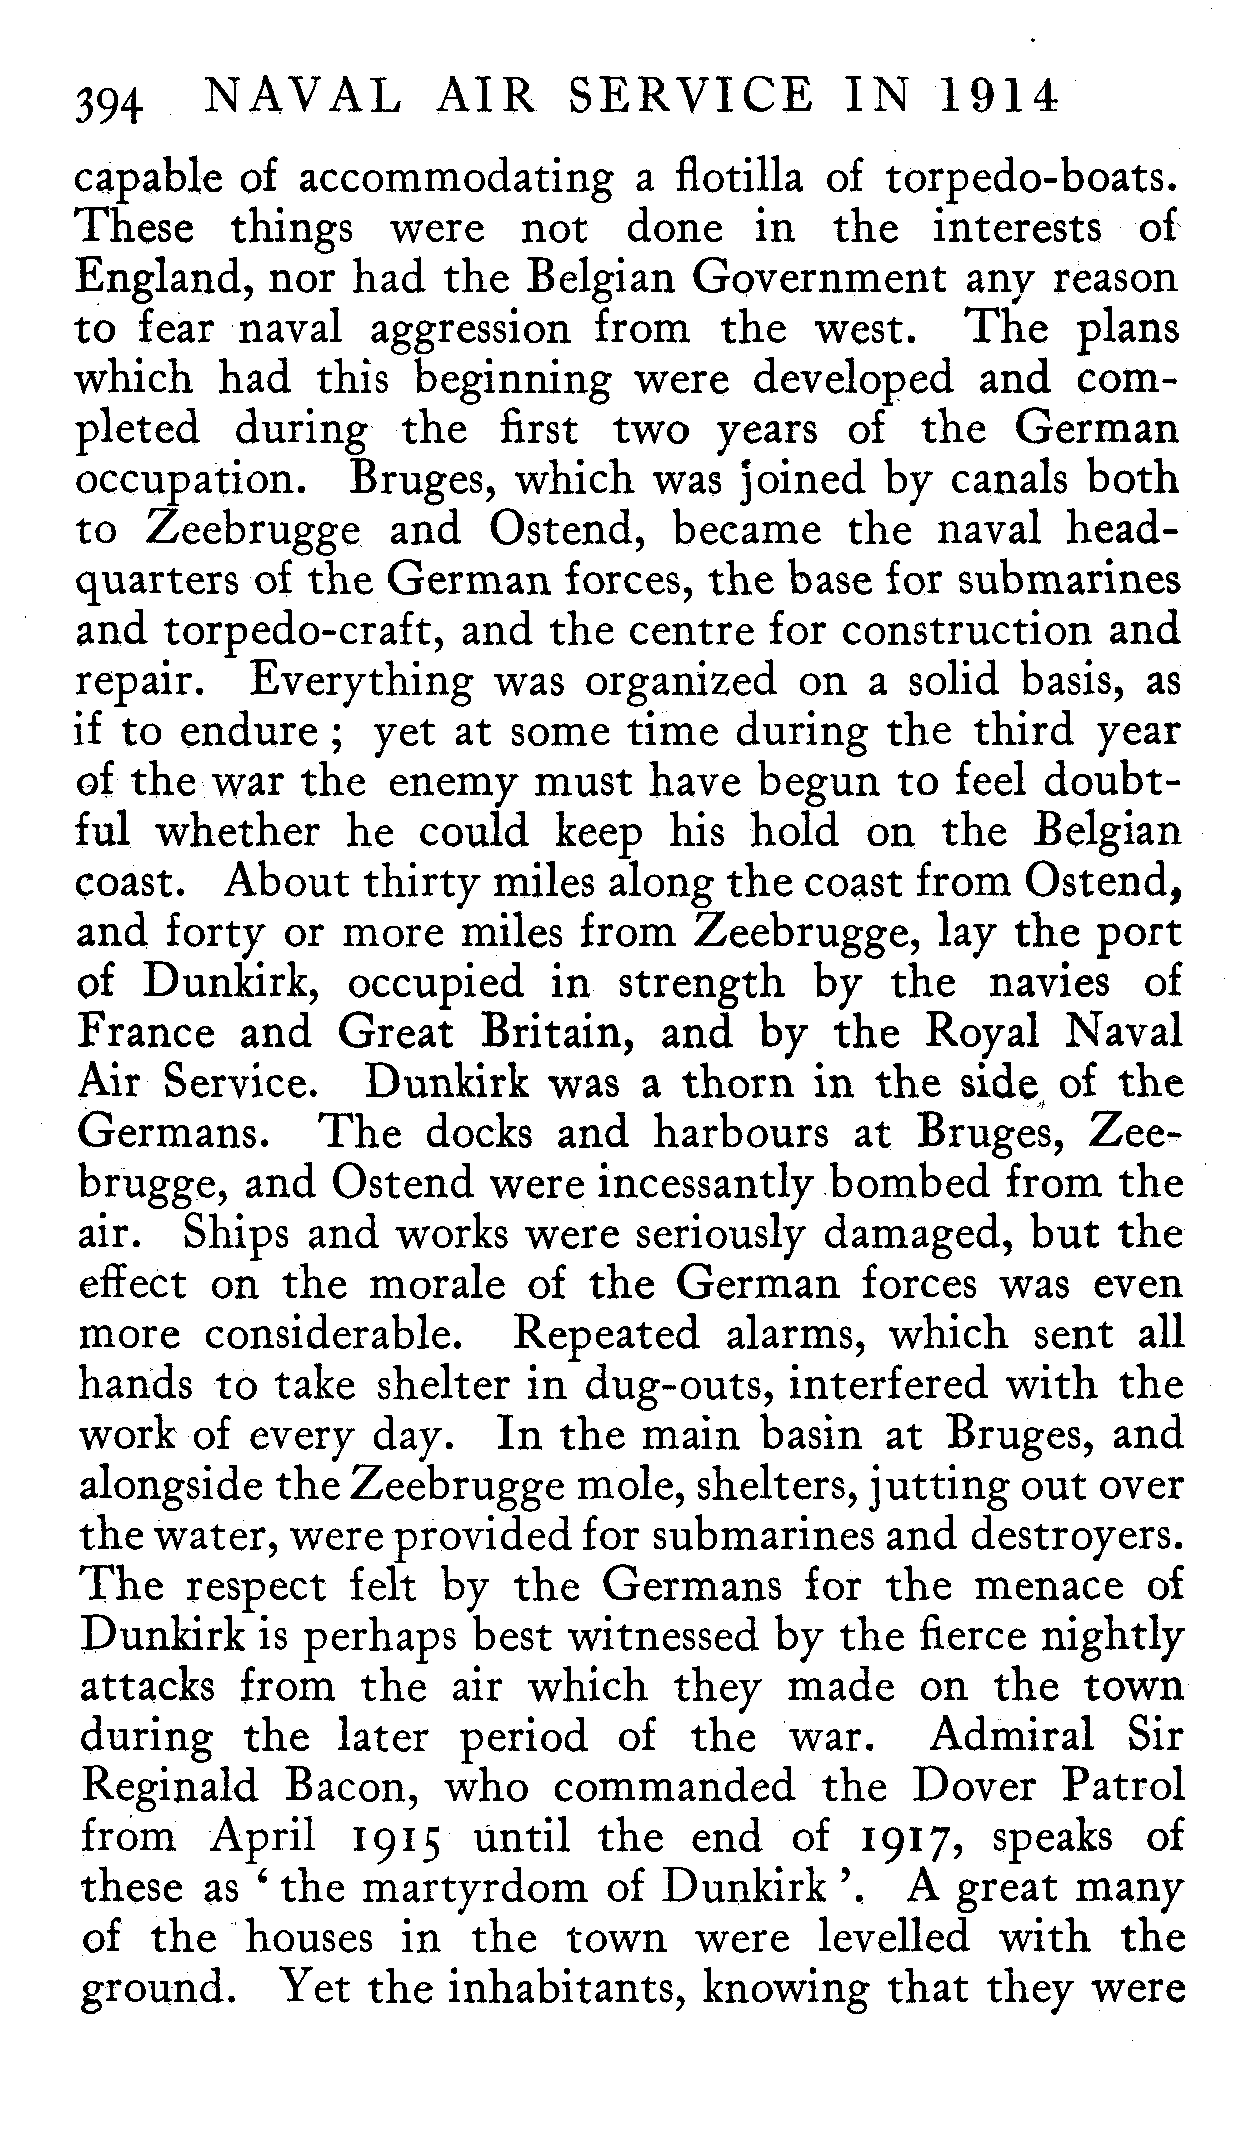 394 NAVAL AIR SERVICE IN 1914
capable of accommodating a flotilla of torpedo-boats.
These things were not done in the interests of
England, nor had the Belgian Government any reason
to fear naval aggression from the west. The plans
which had this beginning were developed and com-
pleted during the first two years of the German
occupation. Bruges, which was joined by canals both
to Zeebrugge and Ostend, became the naval head-
quarters of the German forces, the base for submarines
and torpedo-craft, and the centre for construction and
repair. Everything was organized on a solid basis, as
if to endure ; yet at some time during the third year
of the war the enemy must have begun to feel doubt-
ful whether he could keep his hold on the Belgian
coast. About thirty miles along the coast from Ostend,
and forty or more miles from Zeebrugge, lay the port
of Dunkirk, occupied in strength by the navies of
France and Great Britain, and by the Royal Naval
Air Service. Dunkirk was a thorn in the side of the
Germans. The docks and harbours at Bruges, Zee-
brugge, and Ostend were incessantly bombed from the
air. Ships and works were seriously damaged, but the
effect on the morale of the German forces was even
more considerable. Repeated alarms, which sent all
hands to take shelter in dug-outs, interfered with the
work of every day. In the main basin at Bruges, and
alongside the Zeebrugge mole, shelters, jutting out over
the water, were provided for submarines and destroyers.
The respect felt by the Germans for the menace of
Dunkirk is perhaps best witnessed by the fierce nightly
attacks from the air which they made on the town
during the later period of the war. Admiral Sir
Reginald Bacon, who commanded the Dover Patrol
from April 1915 until the end of 1917, speaks of
these as ‘ the martyrdom of Dunkirk ’. A great many
of the houses in the town were levelled with the
ground. Yet the inhabitants, knowing that they were